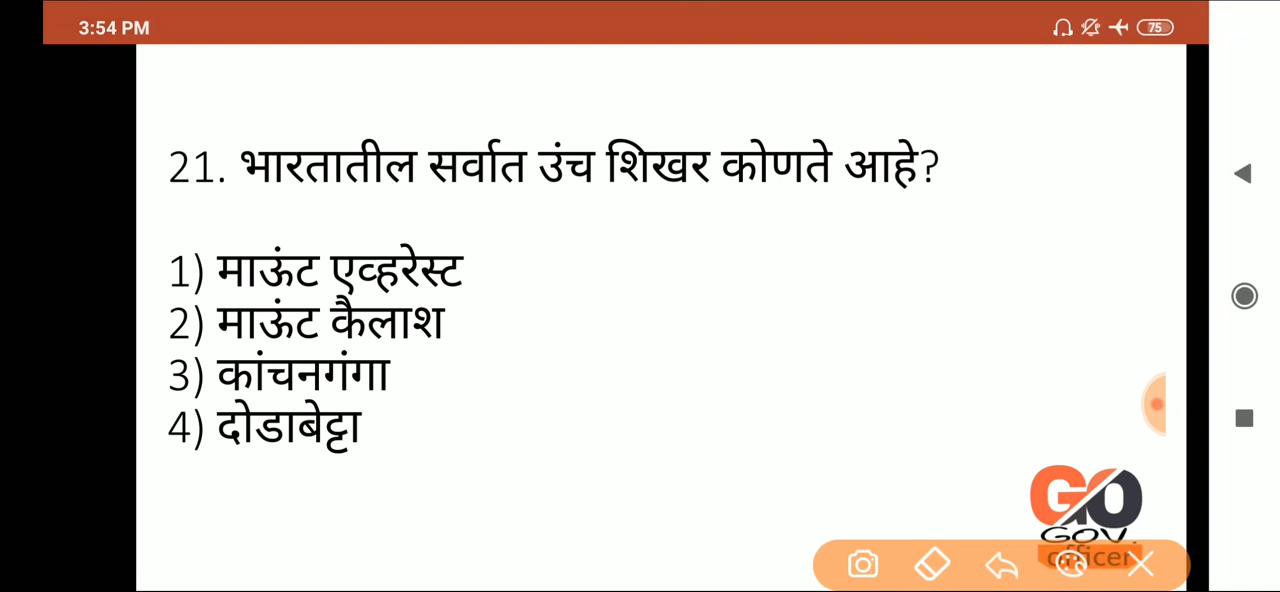 3:54 PM
75
21. भारतातील सर्वात उंच शिखर कोणते आहे?
1) माऊंट एव्हरेस्ट
2) माऊंट कैलाश
3) कांचनगंगा
4) दोडाबेट्टा
GO
GOV.
officer